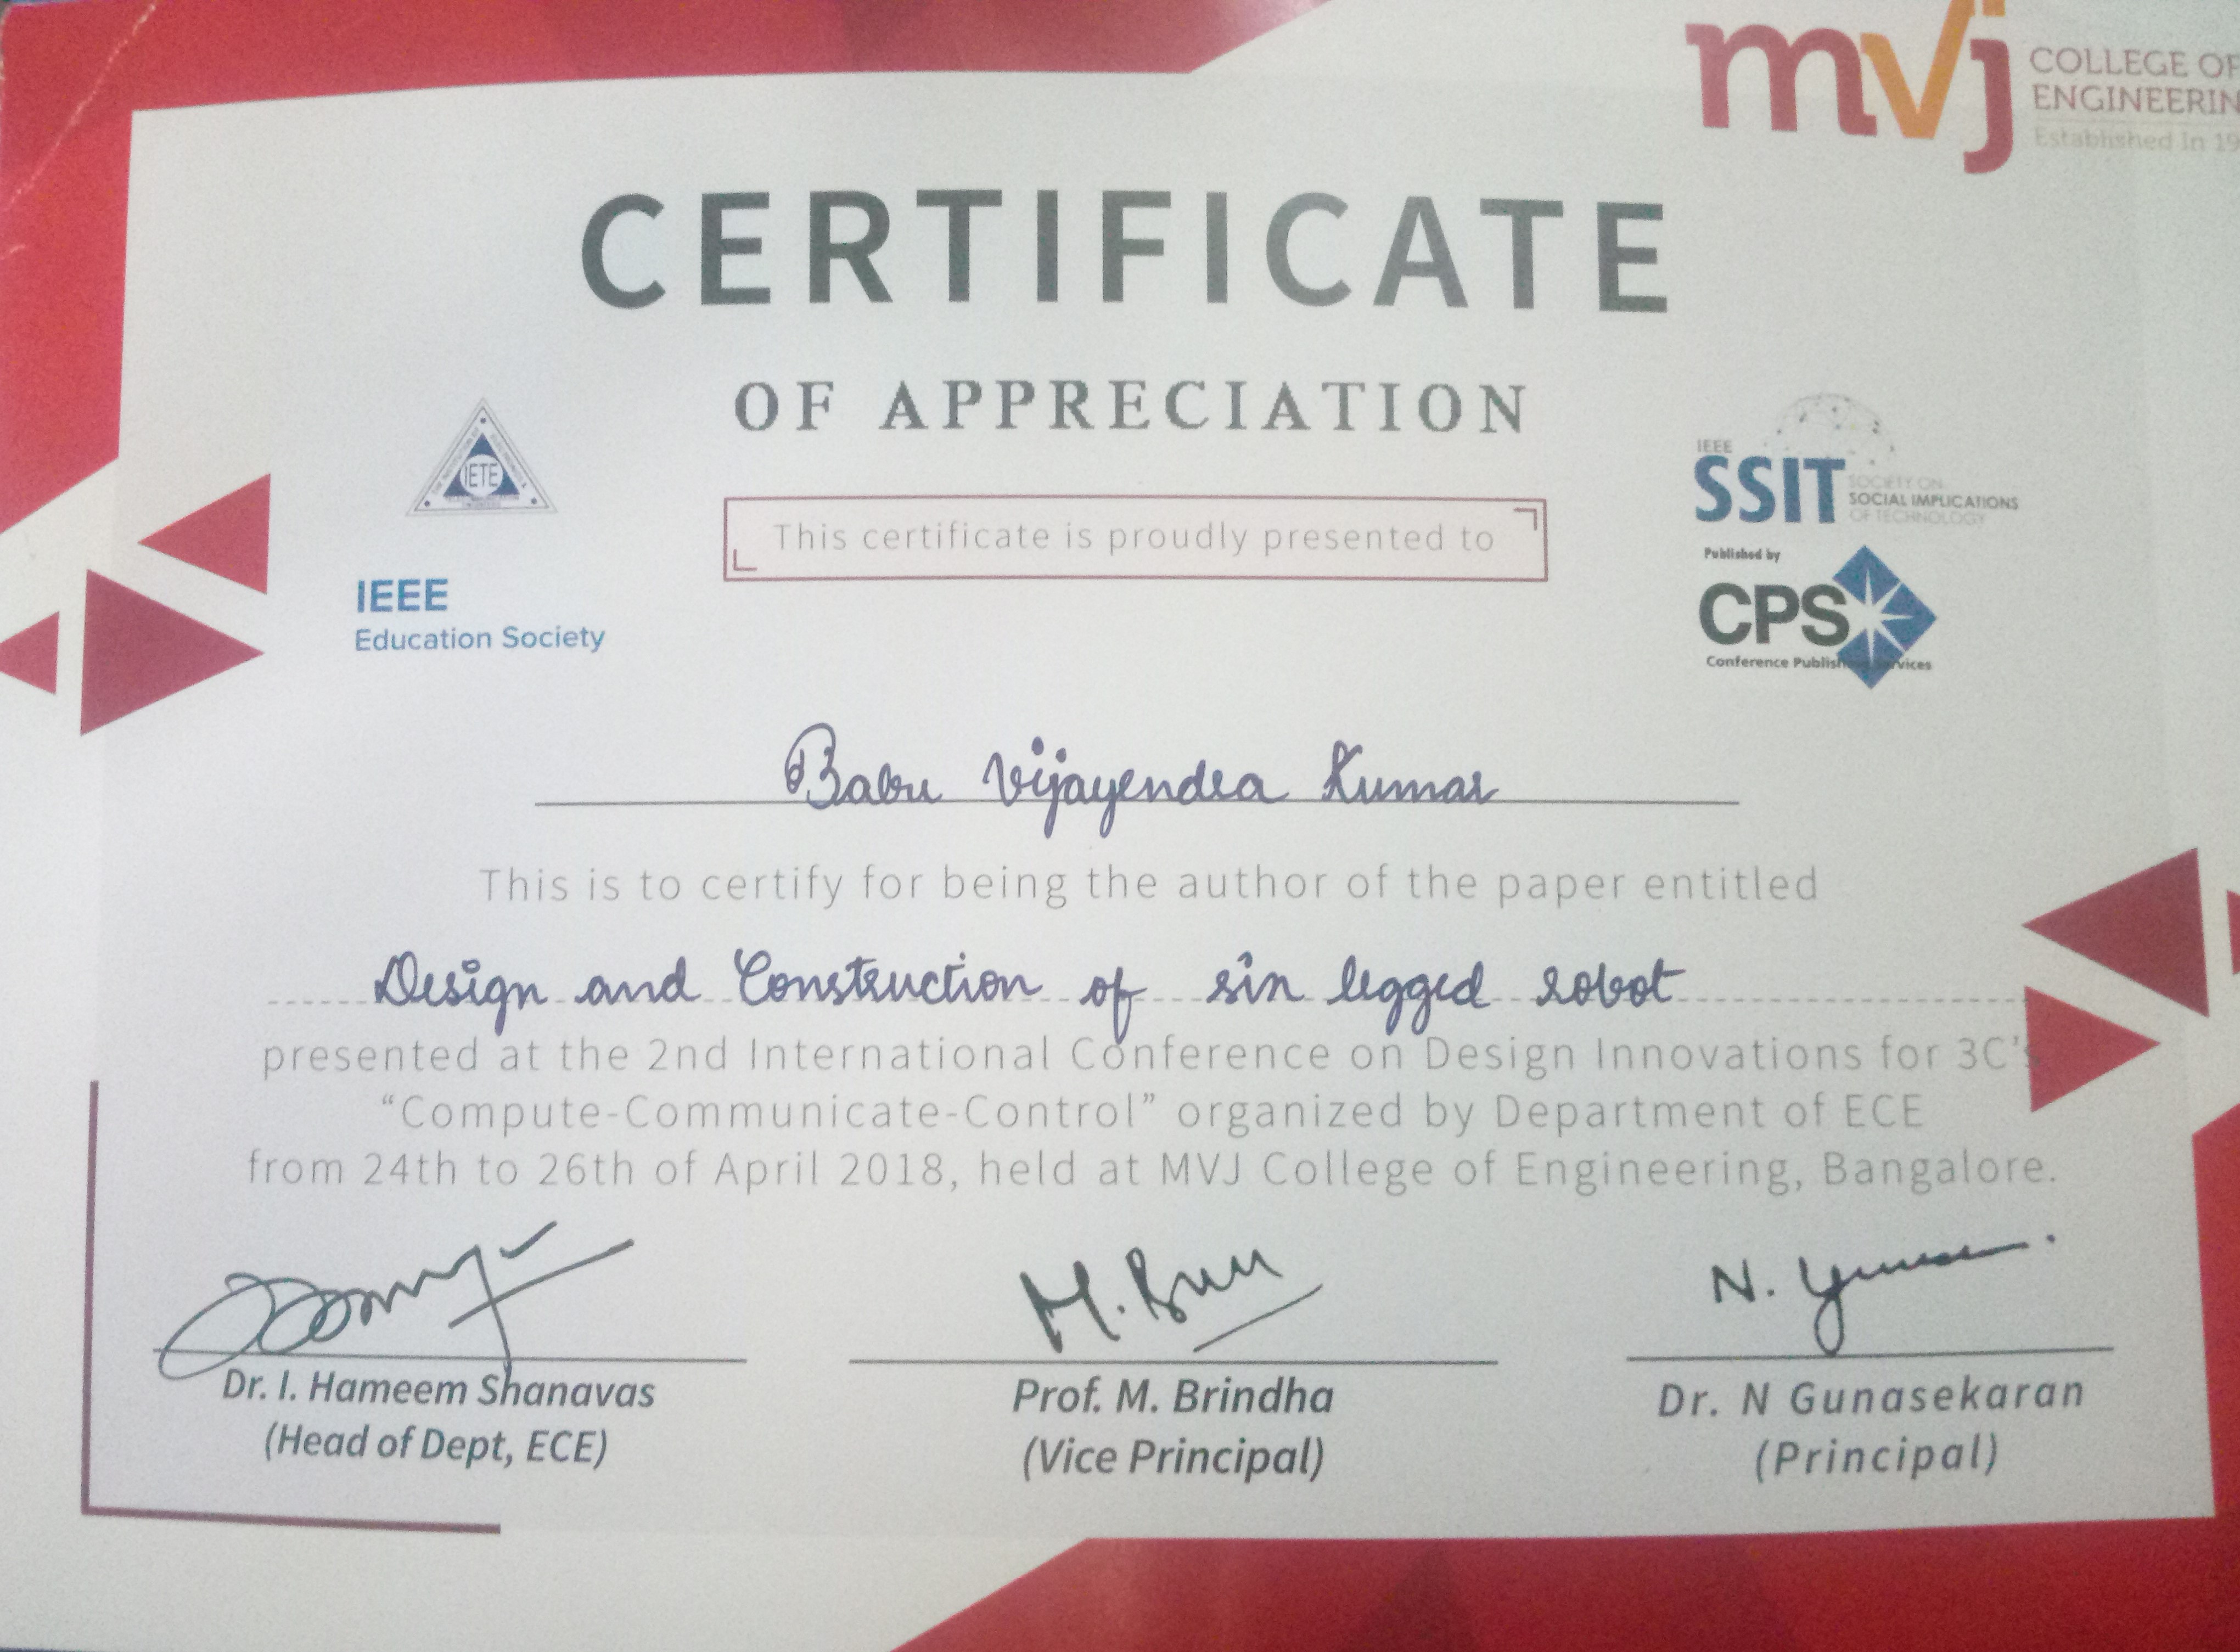 mvj
COLLEGE OF
ENGINEERIN
Established In 19
CERTIFICATE
OF APPRECIATION
IETE
This certificate is proudly presented to
IEEE
SSIT
SOCIETY ON
SOCIAL IMPLICATIONS
OF TECHNOLOGY
IEEE
Education Society
Published by
CPS
Conference Publishing Services
Babu Vijayendra Kumar
This is to certify for being the author of the paper entitled
Design and Construction of six legged robot
presented at the 2nd International Conference on Design Innovations for 3C's
“Compute-Communicate-Control” organized by Department of ECE
from 24th to 26th of April 2018, held at MVJ College of Engineering, Bangalore.
M. Brin
N. 
Dr. I. Hameem Shanavas
(Head of Dept, ECE)
Prof. M. Brindha
(Vice Principal)
Dr. N Gunasekaran
(Principal)